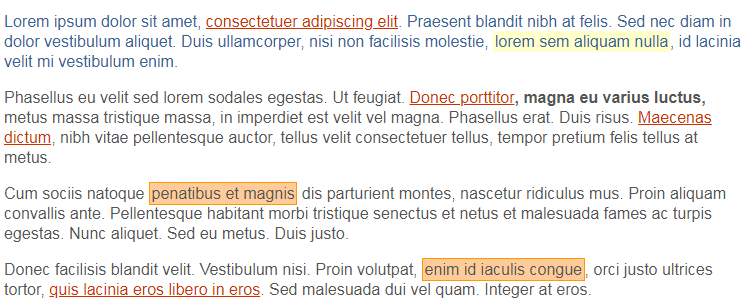 Lorem ipsum dolor sit amet, consectetuer adipiscing elit. Praesent blandit nibh at felis. Sed nec diam in
dolor vestibulum aliquet. Duis ullamcorper, nisi non facilisis molestie, lorem sem aliquam nulla, id lacinia
velit mi vestibulum enim.
Phasellus eu velit sed lorem sodales egestas. Ut feugiat. Donec porttitor, magna eu varius luctus,
metus massa tristique massa, in imperdiet est velit vel magna. Phasellus erat. Duis risus. Maecenas
dictum, nibh vitae pellentesque auctor, tellus velit consectetuer tellus, tempor pretium felis tellus at
metus.
Cum sociis natoque penatibus et magnis dis parturient montes, nascetur ridiculus mus. Proin aliquam
convallis ante. Pellentesque habitant morbi tristique senectus et netus et malesuada fames ac turpis
egestas. Nunc aliquet. Sed eu metus. Duis justo.
Donec facilisis blandit velit. Vestibulum nisi. Proin volutpat, enim id iaculis congue, orci justo ultrices
tortor, quis lacinia eros libero in eros. Sed malesuada dui vel quam. Integer at eros.